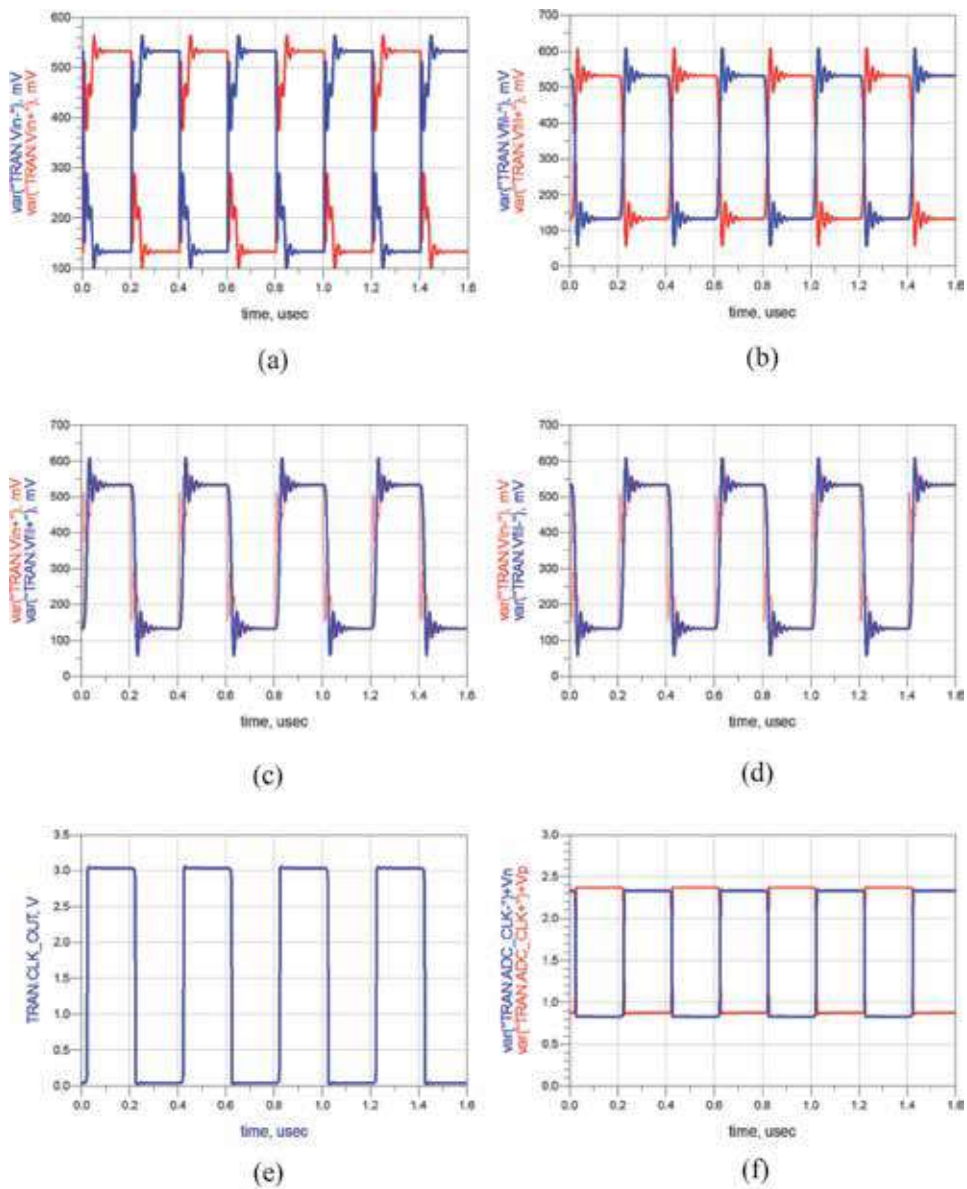 var("TRAN.Vin-"), mV
var("TRAN.Vin+"), mV
600
500
400
300
200
100
0.0 0.2 0.4 0.6 0.8 1.0 1.2 1.4 1.6
time, usec
(a)
var("TRAN.Vfil-"), mV
var("TRAN.Vfil+"), mV
700
600
500
400
300
200
100
0
0.0 0.2 0.4 0.6 0.8 1.0 1.2 1.4 1.6
time, usec
(b)
var("TRAN.Vin+"), mV
var("TRAN.Vfil+"), mV
700
600
500
400
300
200
100
0
0.0 0.2 0.4 0.6 0.8 1.0 1.2 1.4 1.6
time, usec
(c)
var("TRAN.Vin-"), mV
var("TRAN.Vfil-"), mV
700
600
500
400
300
200
100
0
0.0 0.2 0.4 0.6 0.8 1.0 1.2 1.4 1.6
time, usec
(d)
TRAN.CLK_OUT, V
3.5
3.0
2.5
2.0
1.5
1.0
0.5
0.0
0.0 0.2 0.4 0.6 0.8 1.0 1.2 1.4 1.6
time, usec
(e)
var("TRAN.ADC_CLK-")+Vn
var("TRAN.ADC_CLK+")+Vp
3.0
2.5
2.0
1.5
1.0
0.5
0.0
0.0 0.2 0.4 0.6 0.8 1.0 1.2 1.4 1.6
time, usec
(f)